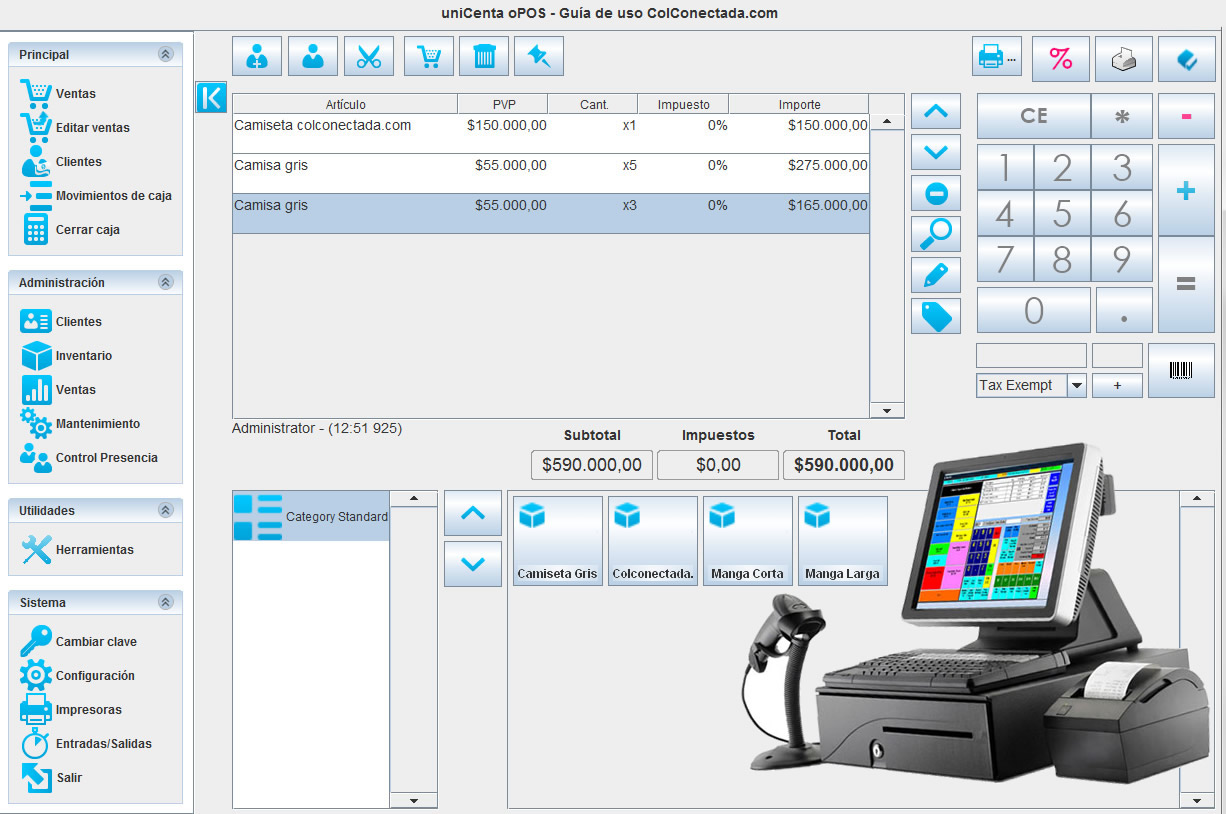 uniCenta oPOS - Guía de uso ColConectada.com
Principal
Ventas
Editar ventas
Clientes
Movimientos de caja
Cerrar caja
Administración
Clientes
Inventario
Ventas
Mantenimiento
Control Presencia
Utilidades
Herramientas
Sistema
Cambiar clave
Configuración
Impresoras
Entradas/Salidas
Salir
Artículo PVP Cant. Impuesto Importe
Camiseta colconectada.com $150.000,00 x1 0% $150.000,00
Camisa gris $55.000,00 x5 0% $275.000,00
Camisa gris $55.000,00 x3 0% $165.000,00
Administrator - (12:51 925)
Subtotal Impuestos Total
$590.000,00 $0,00 $590.000,00
Category Standard
Camiseta Gris Colconectada. Manga Corta Manga Larga
... %
CE * -
1 2 3 +
4 5 6
7 8 9 =
0 .
Tax Exempt +